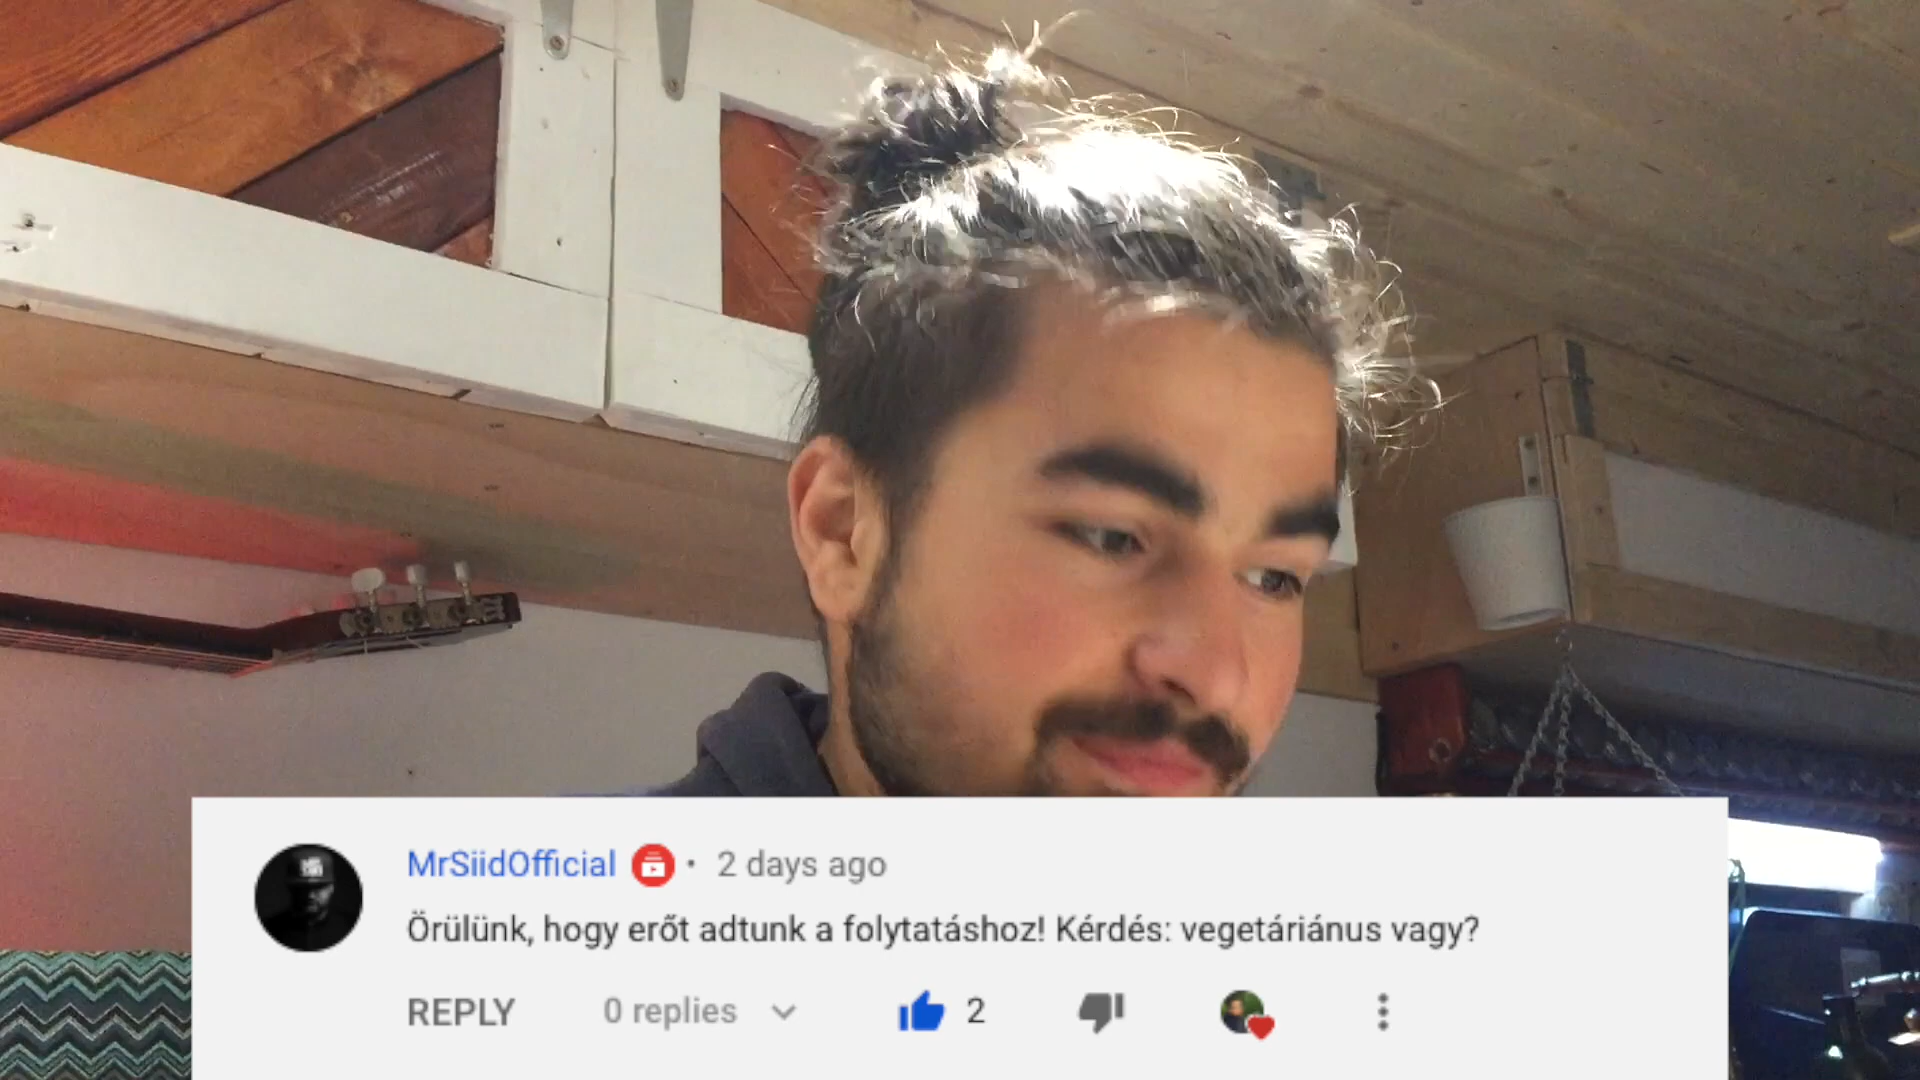 MrSiidOfficial • 2 days ago
Örülünk, hogy erőt adtunk a folytatáshoz! Kérdés: vegetáriánus vagy?
REPLY 0 replies 2